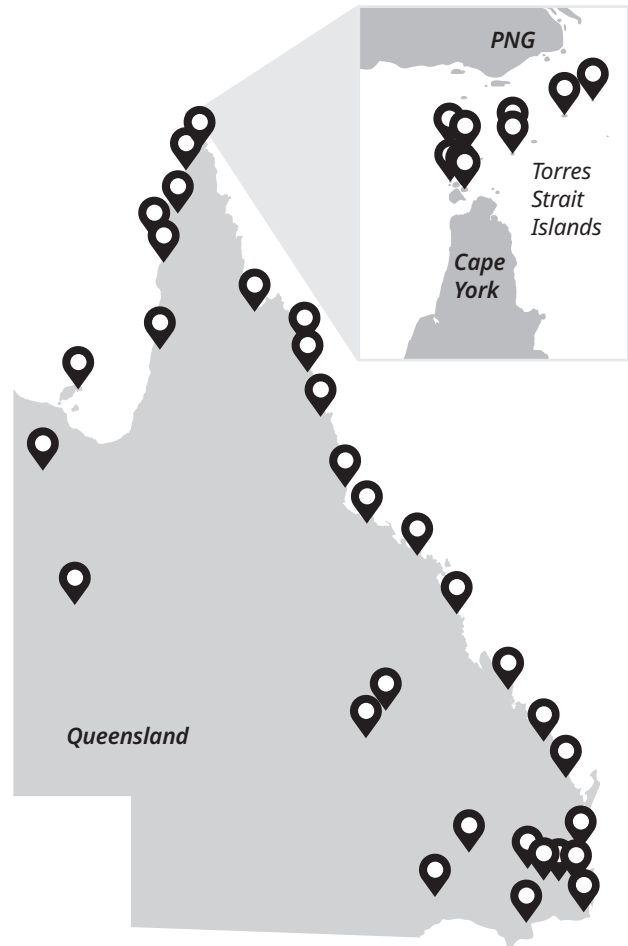 PNG
Torres
Strait
Islands
Cape
York
Queensland